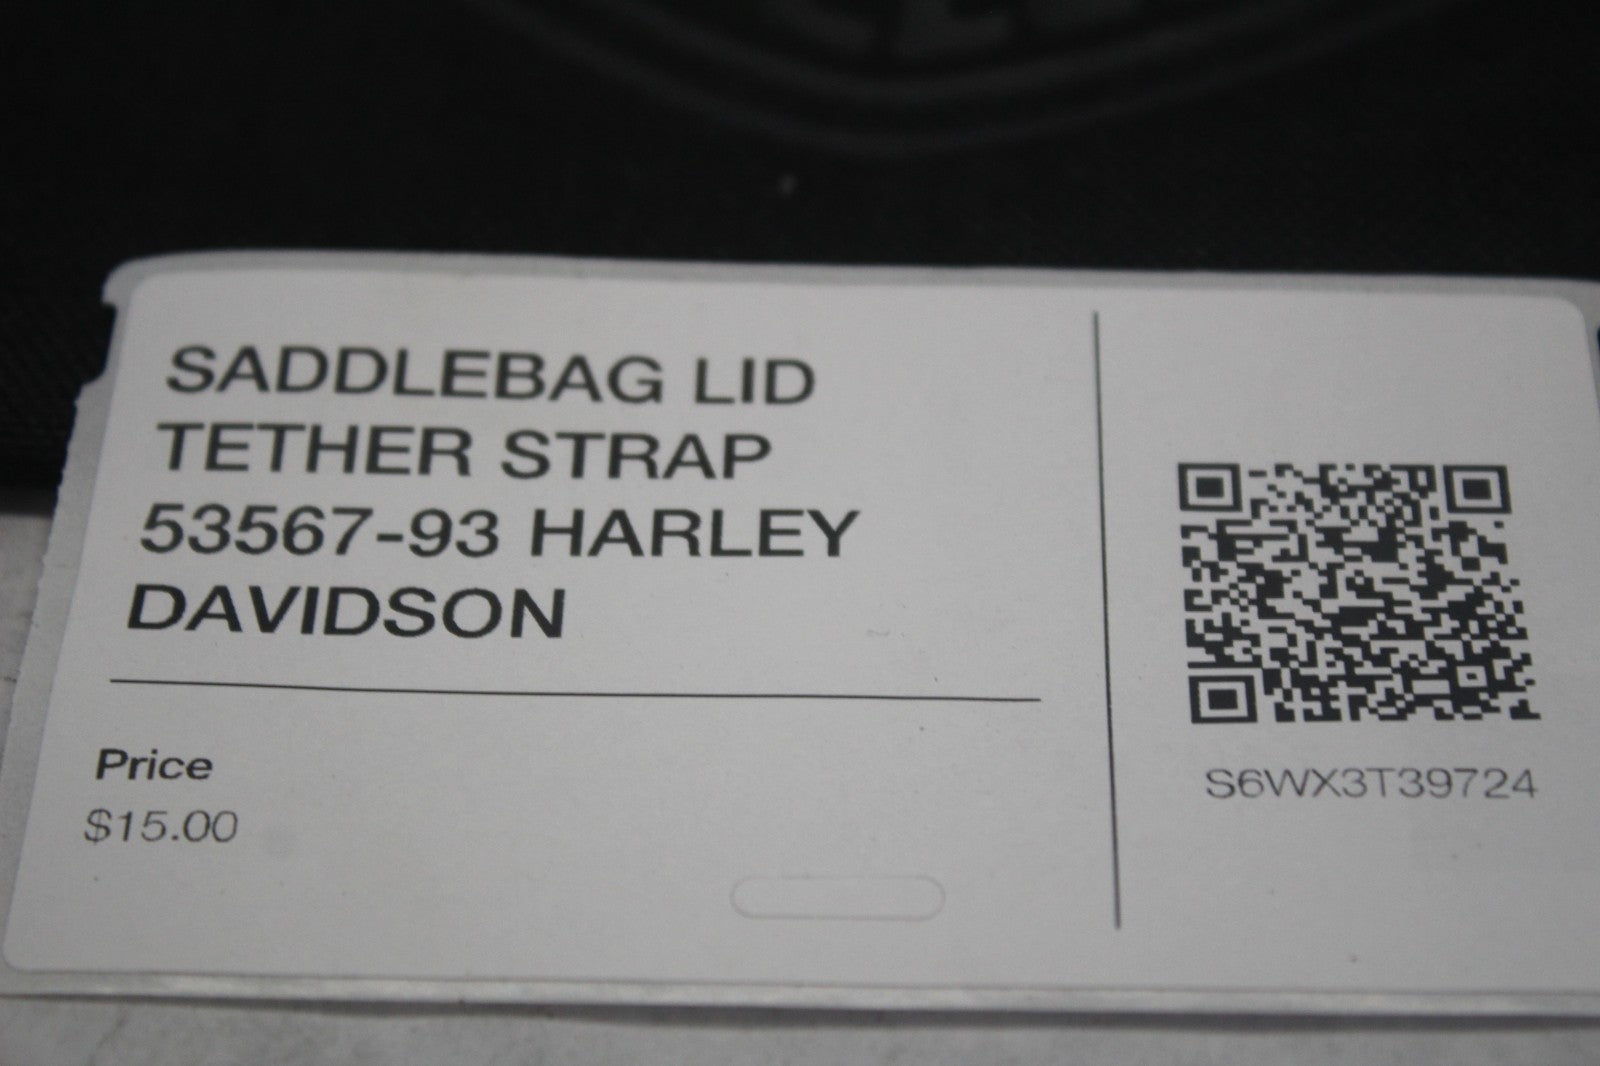 SADDLEBAG LID
TETHER STRAP
53567-93 HARLEY
DAVIDSON
Price
$15.00
S6WX3T39724